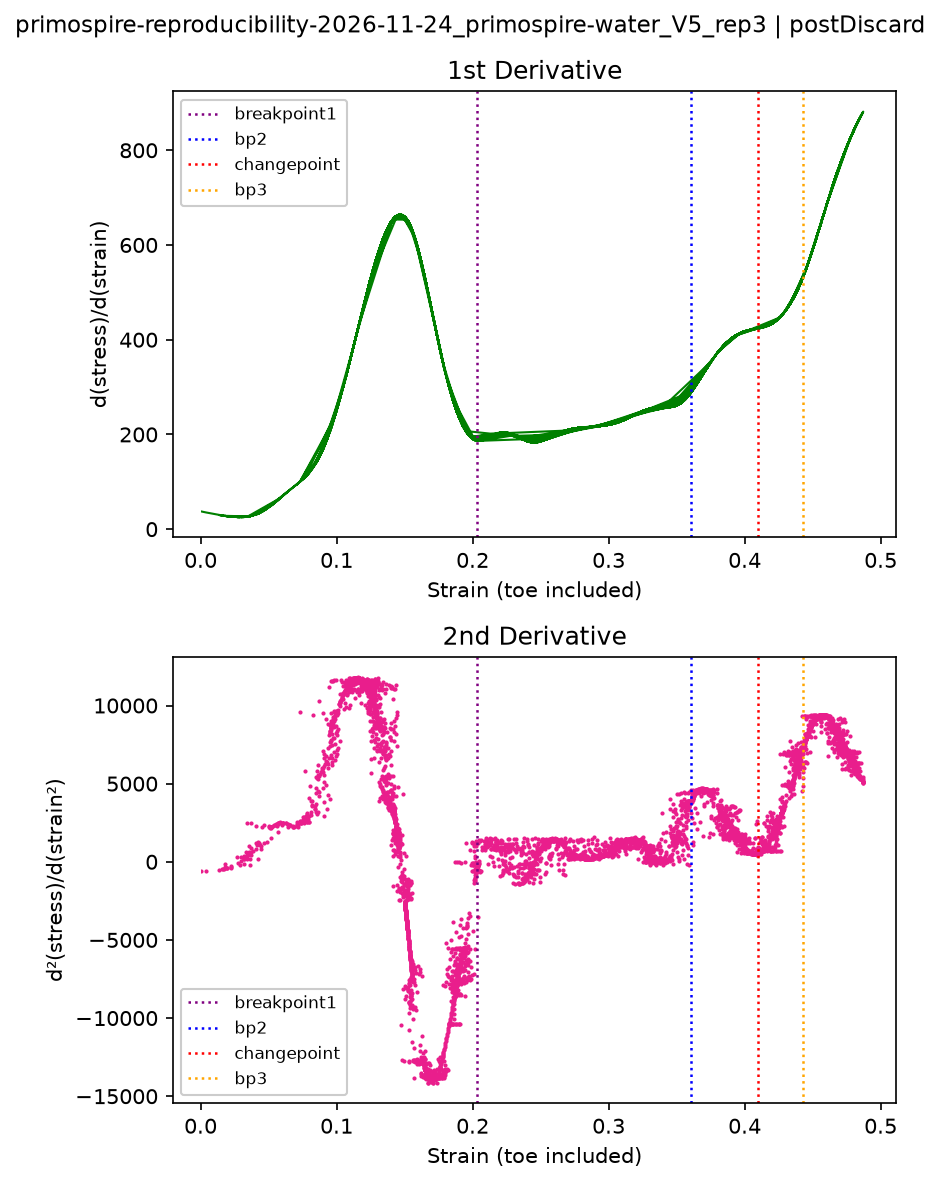 primospire-reproducibility-2026-11-24_primospire-water_V5_rep3 | postDiscard
1st Derivative
breakpoint1
bp2
changepoint
bp3
800
600
400
200
0
d(stress)/d(strain)
0.0 0.1 0.2 0.3 0.4 0.5
Strain (toe included)
2nd Derivative
10000
5000
0
−5000
−10000
−15000
d²(stress)/d(strain²)
breakpoint1
bp2
changepoint
bp3
0.0 0.1 0.2 0.3 0.4 0.5
Strain (toe included)